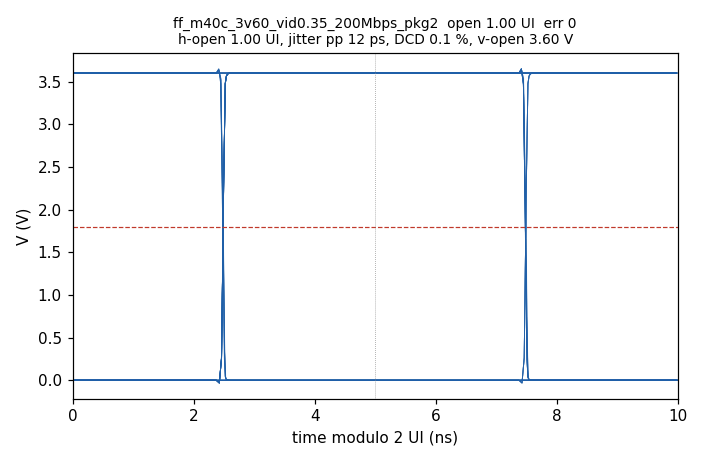 ff_m40c_3v60_vid0.35_200Mbps_pkg2  open 1.00 UI  err 0
h-open 1.00 UI, jitter pp 12 ps, DCD 0.1 %, v-open 3.60 V
3.5
3.0
2.5
2.0
1.5
1.0
0.5
0.0
V (V)
0 2 4 6 8 10
time modulo 2 UI (ns)